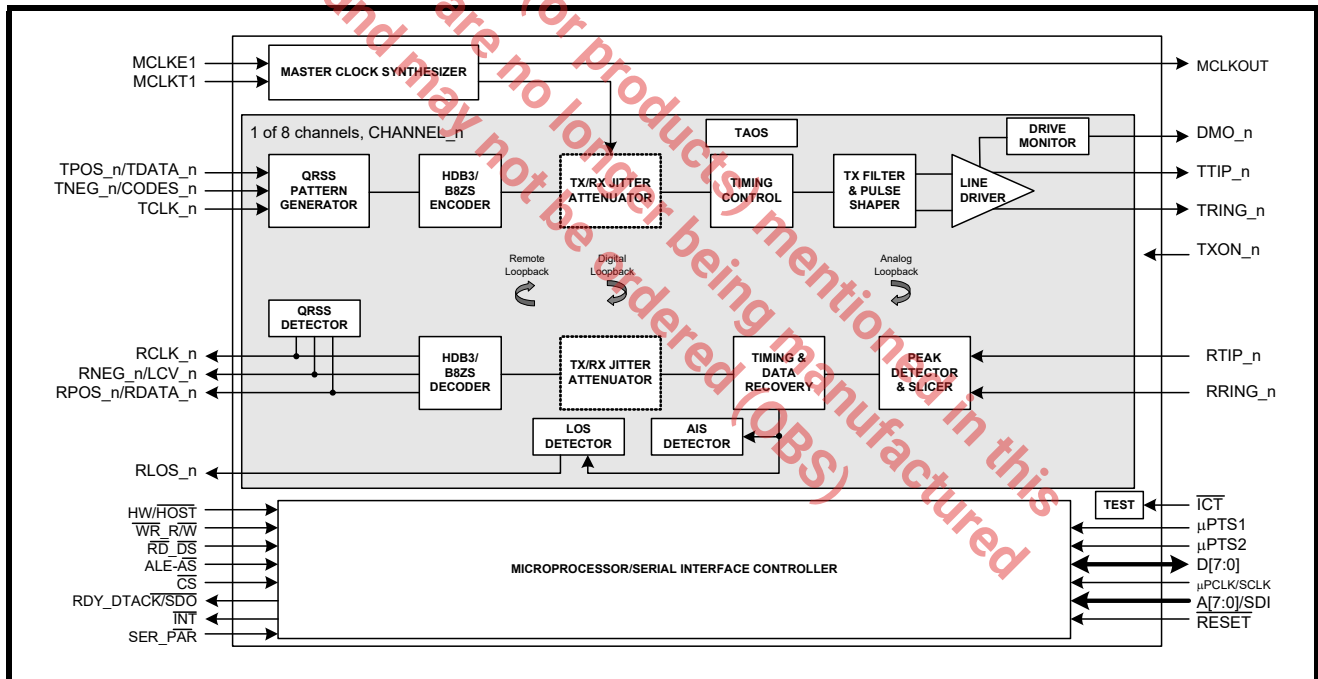 MCLKE1
MCLKT1
MASTER CLOCK SYNTHESIZER
MCLKOUT
1 of 8 channels, CHANNEL_n
TAOS
DRIVE
MONITOR
DMO_n
TPOS_n/TDATA_n
TNEG_n/CODES_n
TCLK_n
QRSS
PATTERN
GENERATOR
HDB3/
B8ZS
ENCODER
TX/RX JITTER
ATTENUATOR
TIMING
CONTROL
TX FILTER
& PULSE
SHAPER
LINE
DRIVER
TTIP_n
TRING_n
TXON_n
Remote
Loopback
Digital
Loopback
Analog
Loopback
QRSS
DETECTOR
RCLK_n
RNEG_n/LCV_n
RPOS_n/RDATA_n
HDB3/
B8ZS
DECODER
TX/RX JITTER
ATTENUATOR
TIMING &
DATA
RECOVERY
PEAK
DETECTOR
& SLICER
RTIP_n
RRING_n
LOS
DETECTOR
AIS
DETECTOR
RLOS_n
TEST
ICT
HW/HOST
WR_R/W
RD_DS
ALE-AS
CS
RDY_DTACK/SDO
INT
SER_PAR
MICROPROCESSOR/SERIAL INTERFACE CONTROLLER
µPTS1
µPTS2
D[7:0]
µPCLK/SCLK
A[7:0]/SDI
RESET
(or products) mentioned in this
are no longer being manufactured
and may not be ordered (OBS)